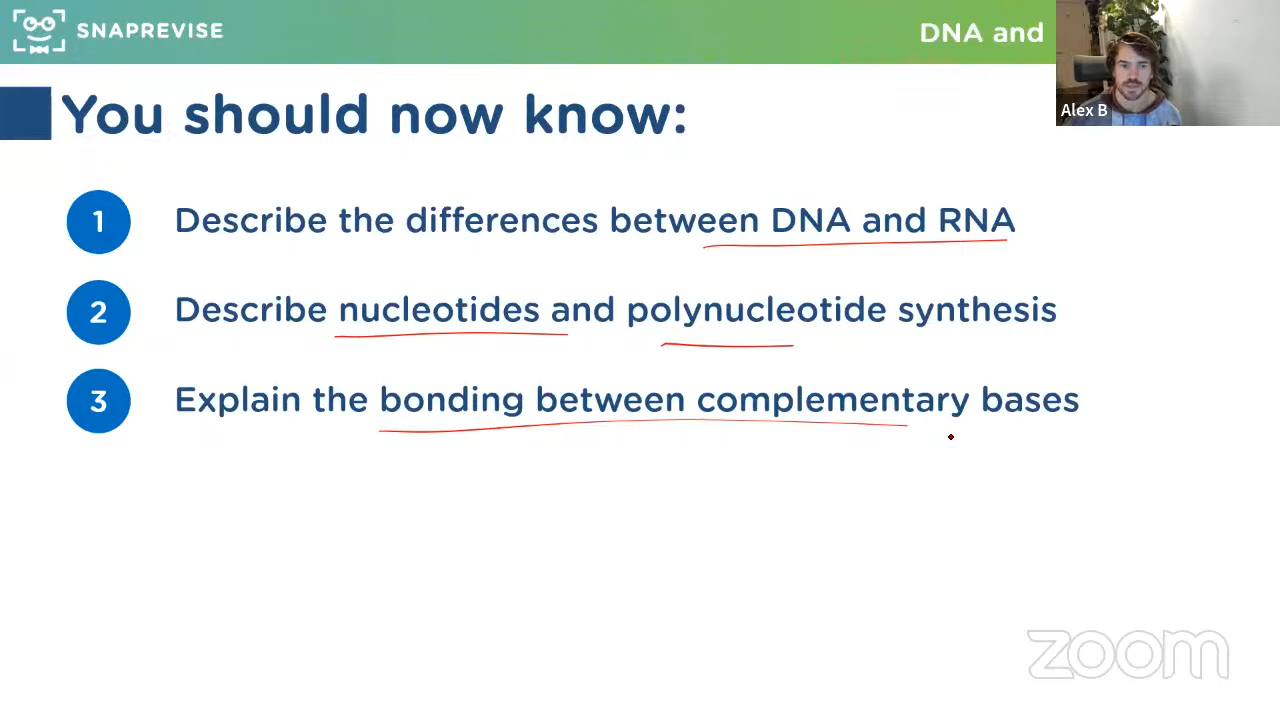 SNAPREVISE
DNA and
Alex B
You should now know:
1 Describe the differences between DNA and RNA
2 Describe nucleotides and polynucleotide synthesis
3 Explain the bonding between complementary bases
zoom